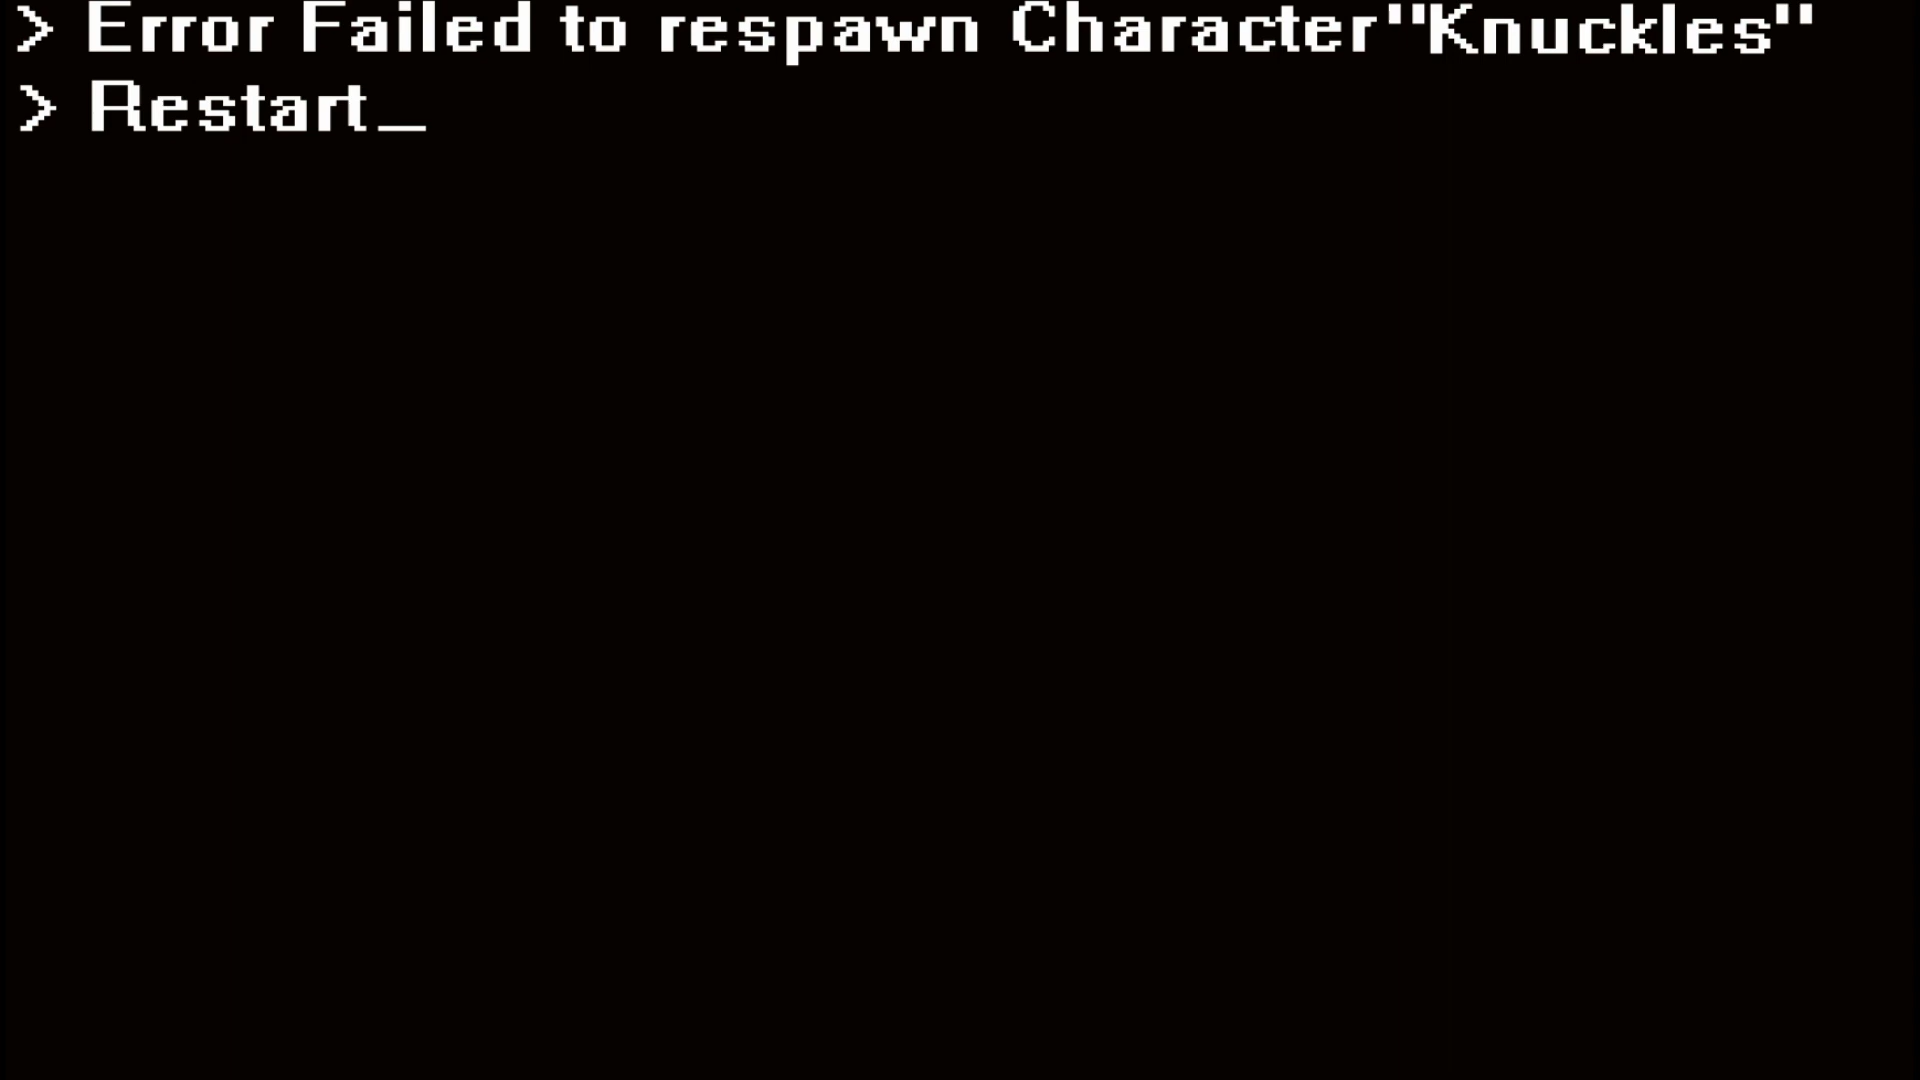 > Error Failed to respawn Character"Knuckles"
> Restart_